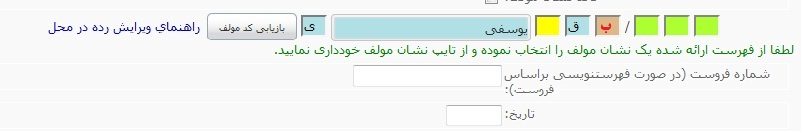 / ب ق یوسفی ی بازیابی کد مولف راهنمای ویرایش رده در محل
لطفا از فهرست ارائه شده یک نشان مولف را انتخاب نموده و از تایپ نشان مولف خودداری نمایید.
شماره فروست (در صورت فهرستنویسی براساس
فروست):
تاریخ: